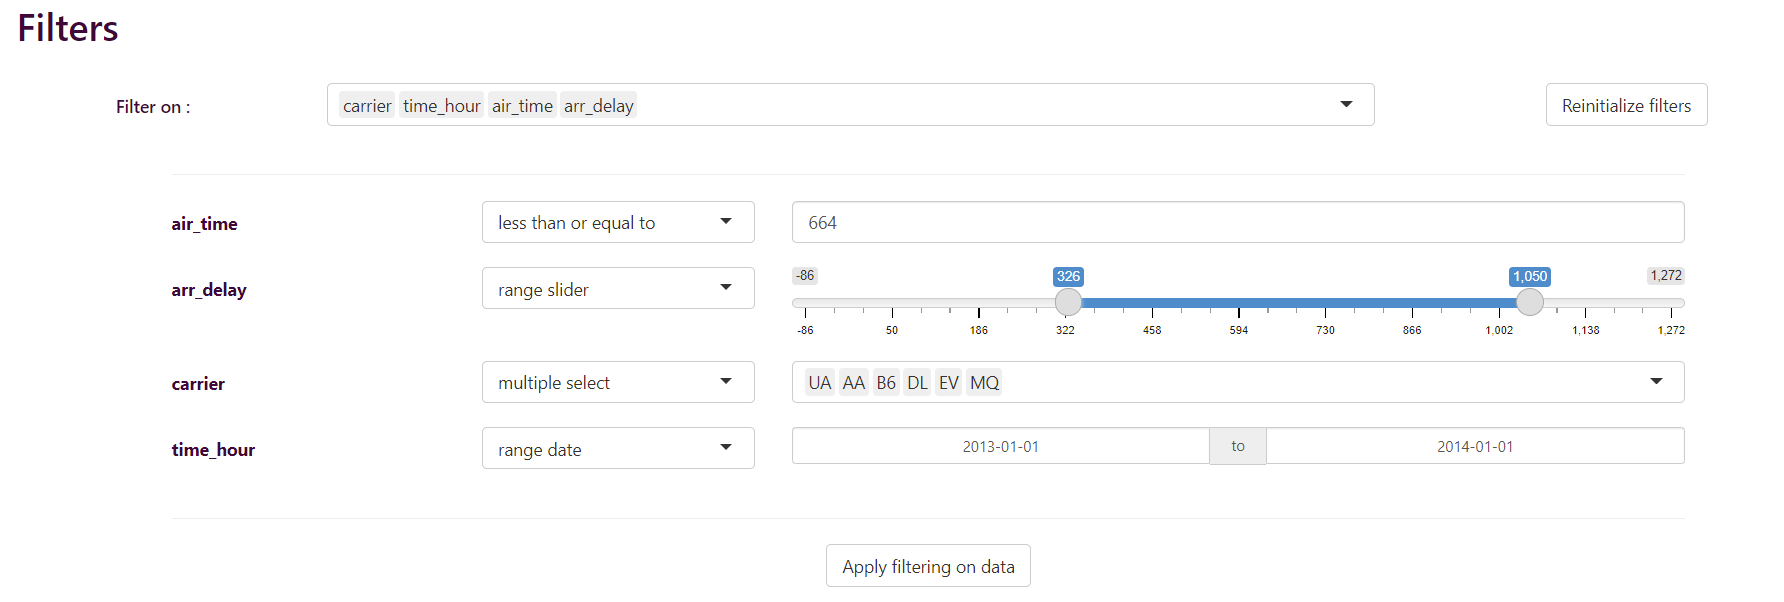 Filters
Filter on : carrier time_hour air_time arr_delay Reinitialize filters
air_time less than or equal to 664
-86 326 1,050 1,272
arr_delay range slider
-86 50 186 322 458 594 730 866 1,002 1,138 1,272
carrier multiple select UA AA B6 DL EV MQ
time_hour range date 2013-01-01 to 2014-01-01
Apply filtering on data